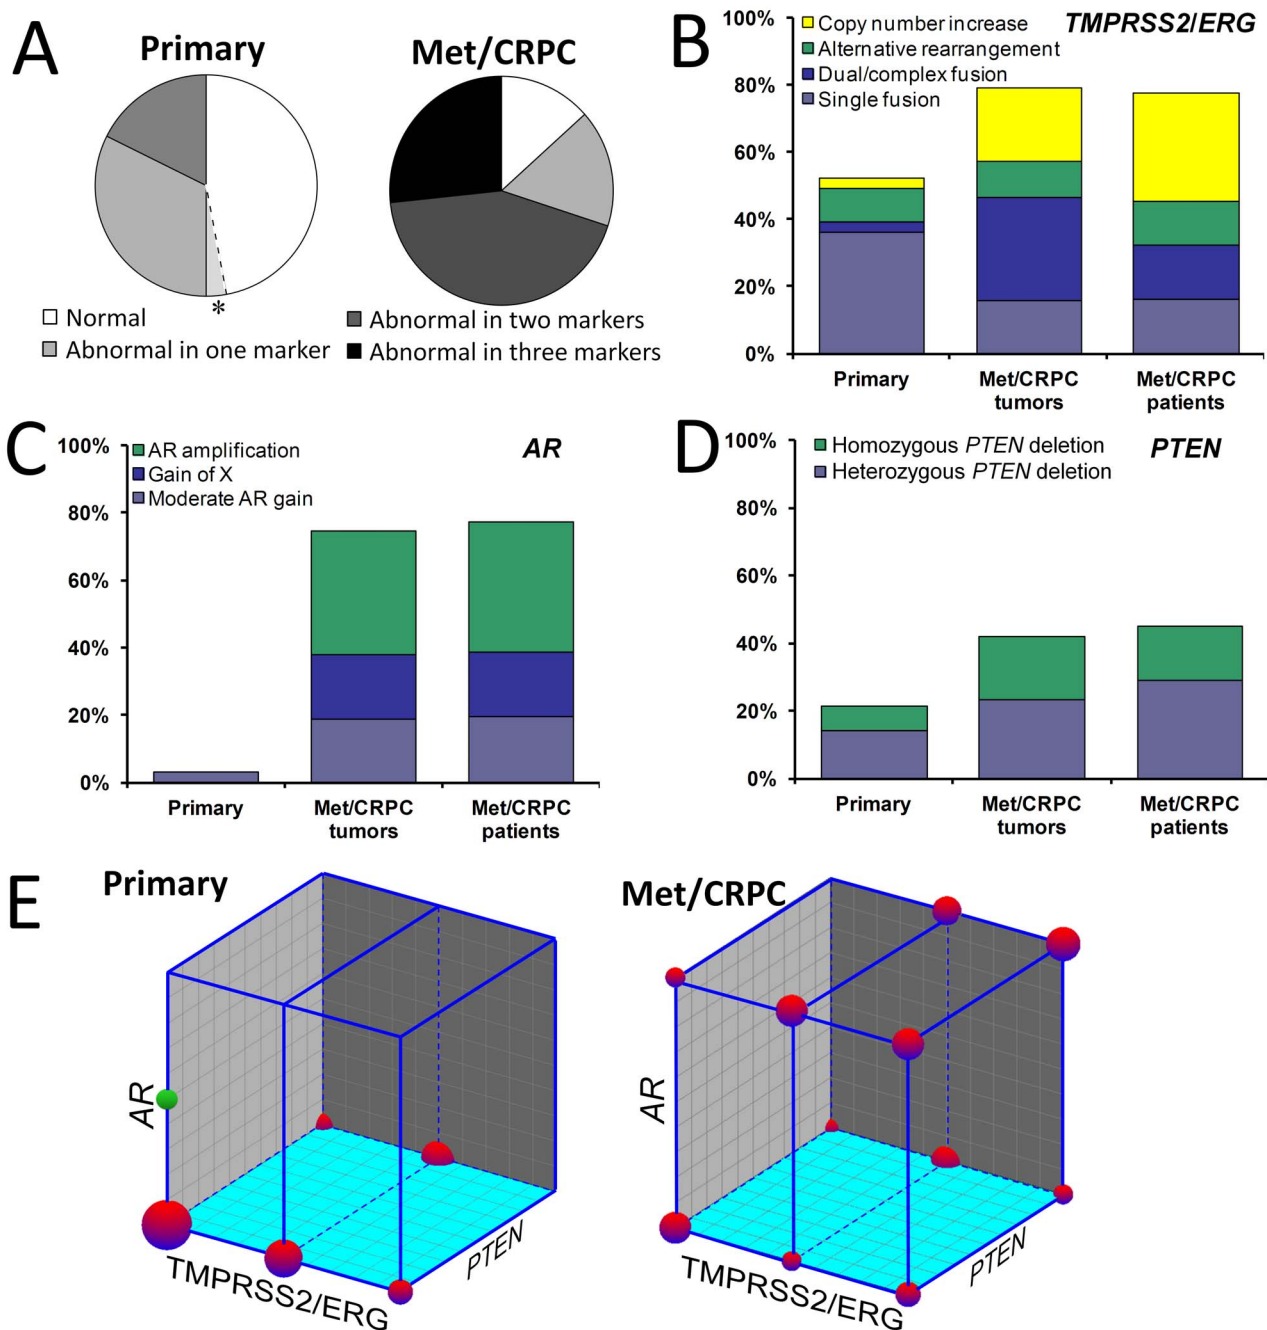 A
Primary
Met/CRPC
*
Normal
Abnormal in one marker
Abnormal in two markers
Abnormal in three markers
B
TMPRSS2/ERG
Copy number increase
Alternative rearrangement
Dual/complex fusion
Single fusion
100%
80%
60%
40%
20%
0%
Primary
Met/CRPC
tumors
Met/CRPC
patients
C
AR
AR amplification
Gain of X
Moderate AR gain
100%
80%
60%
40%
20%
0%
Primary
Met/CRPC
tumors
Met/CRPC
patients
D
PTEN
Homozygous PTEN deletion
Heterozygous PTEN deletion
100%
80%
60%
40%
20%
0%
Primary
Met/CRPC
tumors
Met/CRPC
patients
E
Primary
AR
TMPRSS2/ERG
PTEN
Met/CRPC
AR
TMPRSS2/ERG
PTEN